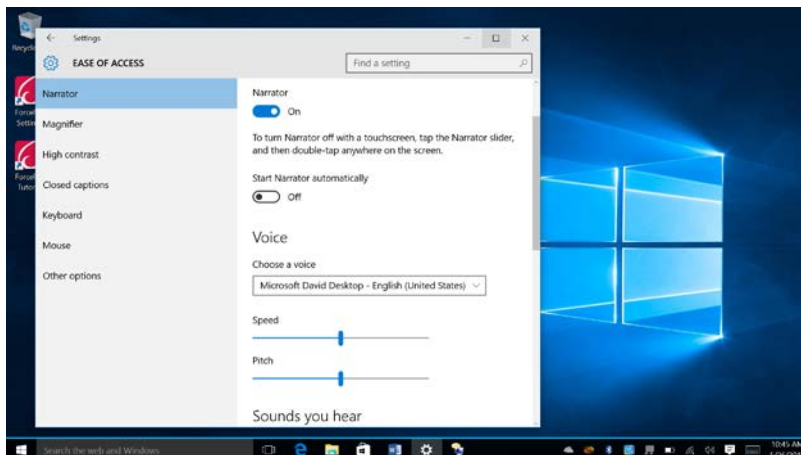 Settings
EASE OF ACCESS
Find a setting
Narrator
Magnifier
High contrast
Closed captions
Keyboard
Mouse
Other options
Narrator
On
To turn Narrator off with a touchscreen, tap the Narrator slider,
and then double-tap anywhere on the screen.
Start Narrator automatically
Off
Voice
Choose a voice
Microsoft David Desktop - English (United States)
Speed
Pitch
Sounds you hear
Search the web and Windows
10:45 AM